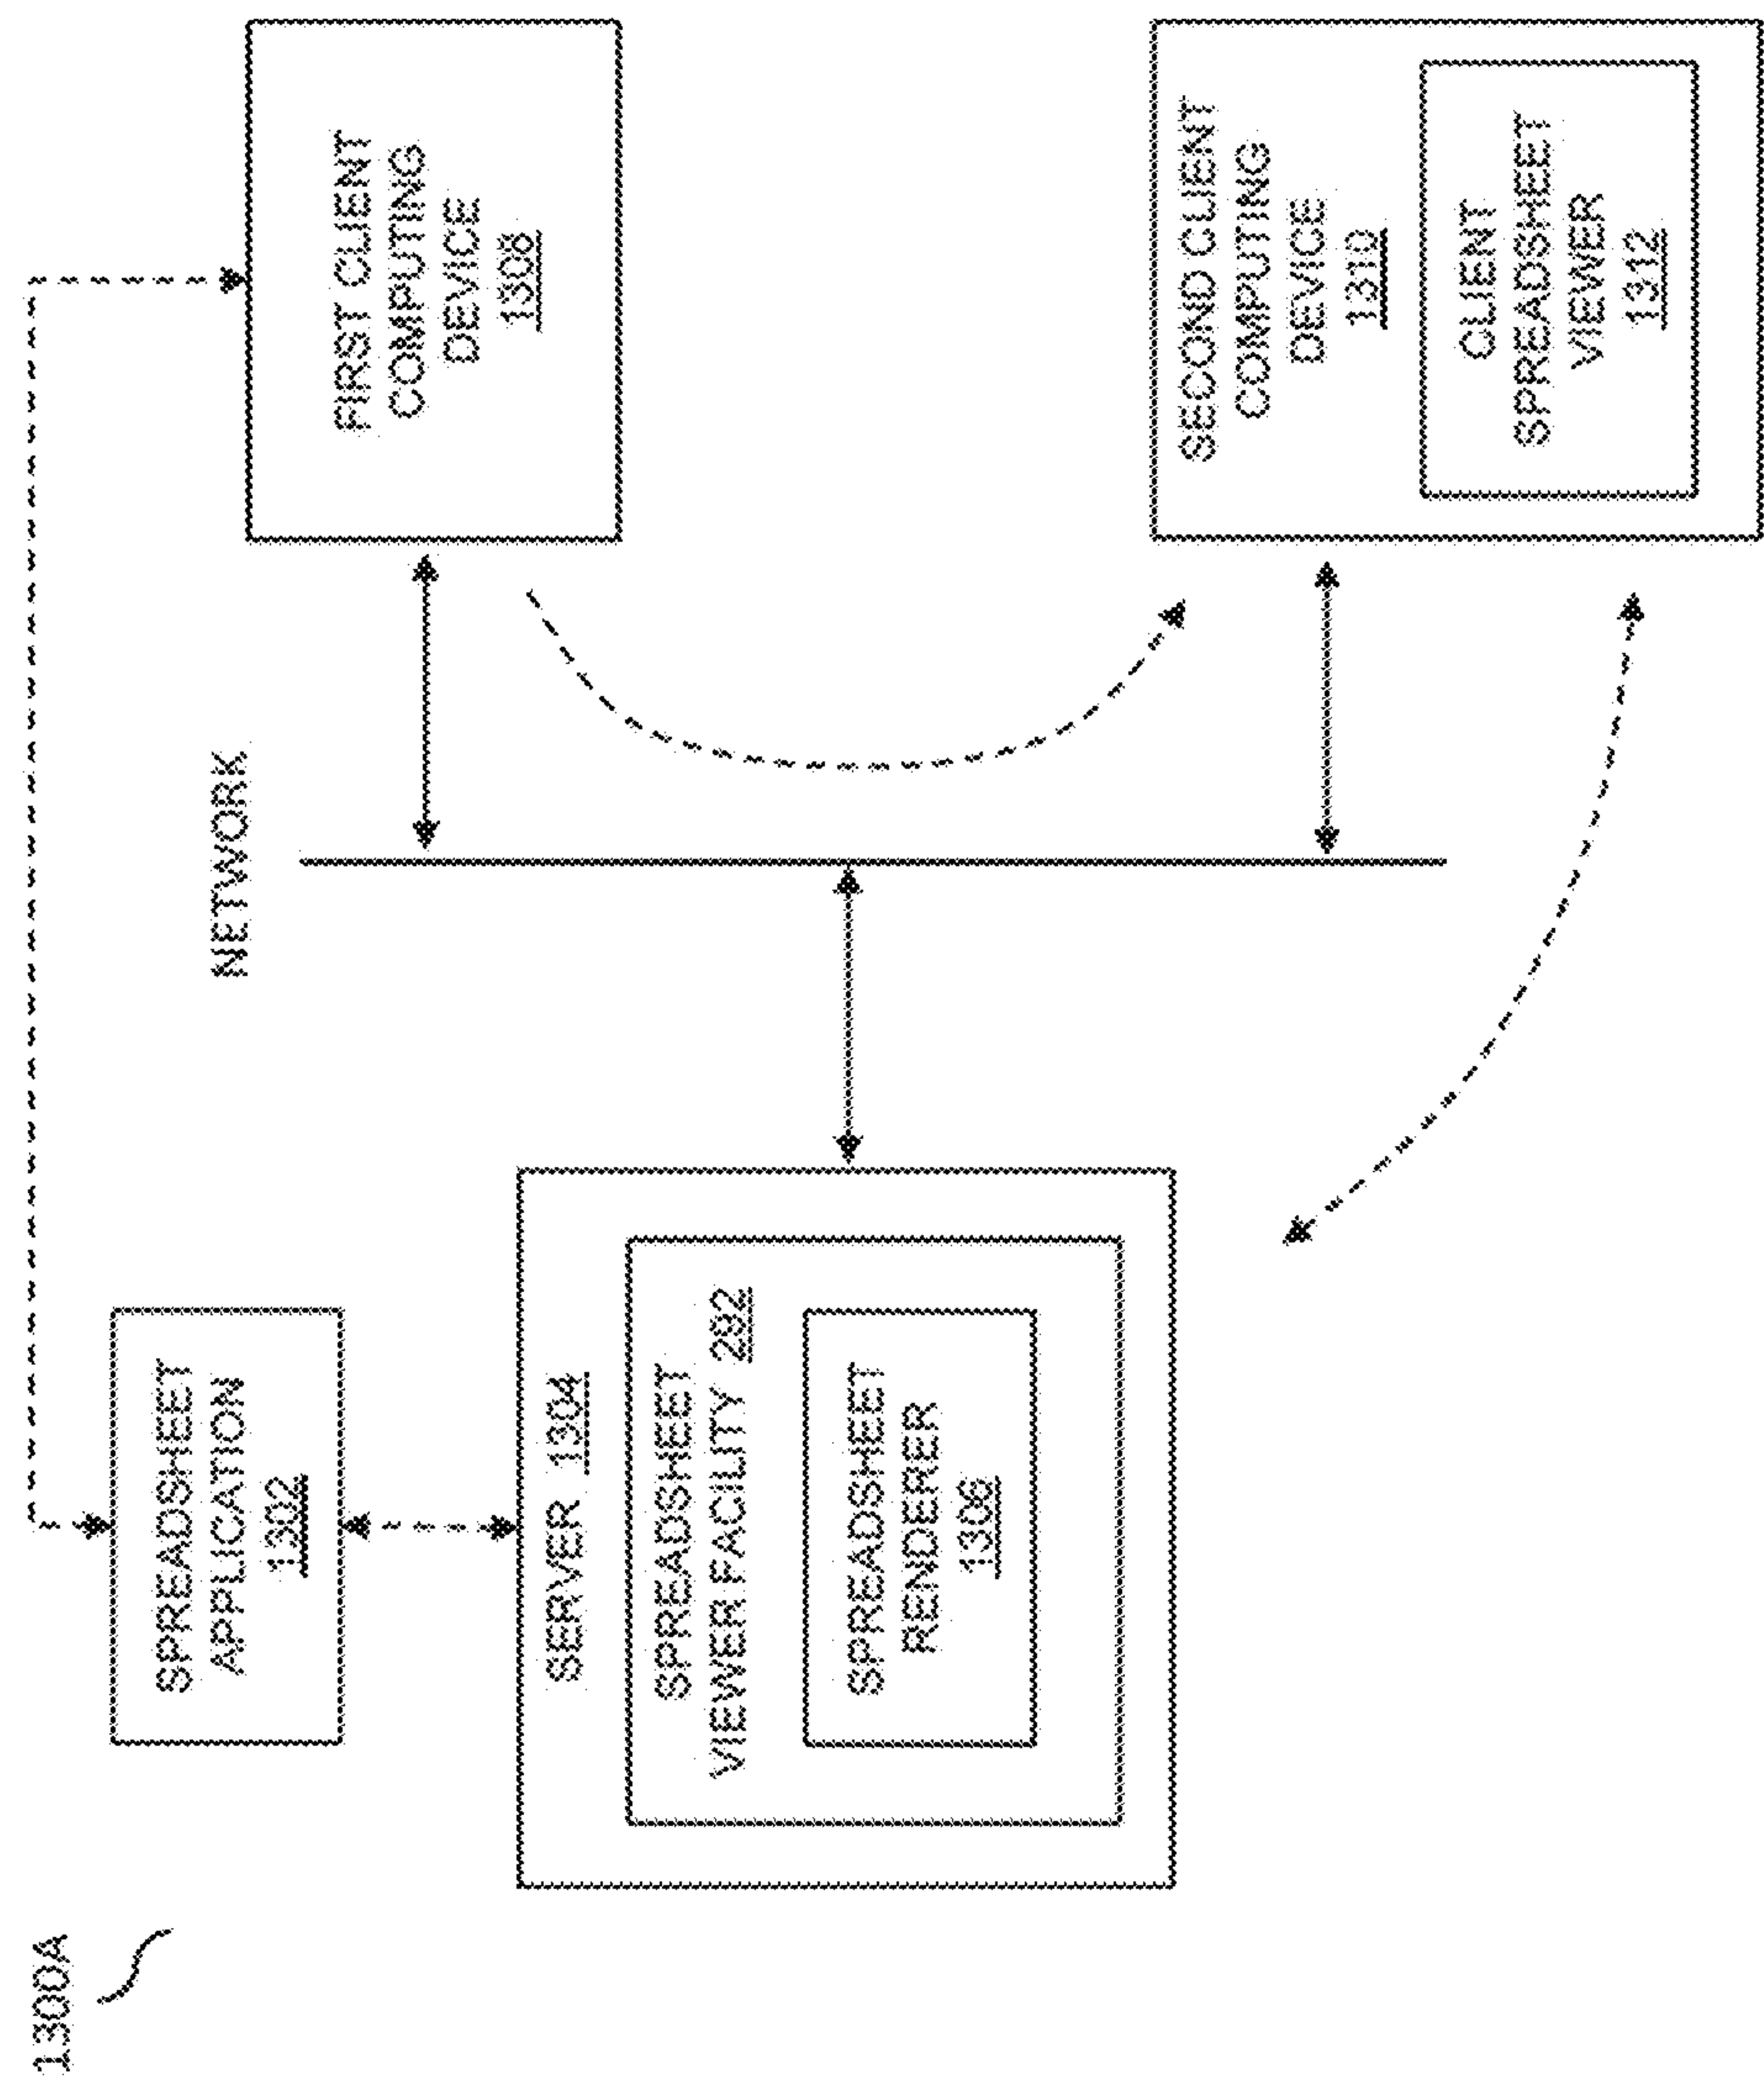 1300A
SPREADSHEET
APPLICATION
1302
SERVER 1304
SPREADSHEET
VIEWER FACILITY 292
SPREADSHEET
RENDERER
1306
NETWORK
FIRST CLIENT
COMPUTING
DEVICE
1308
SECOND CLIENT
COMPUTING
DEVICE
1310
CLIENT
SPREADSHEET
VIEWER
1312